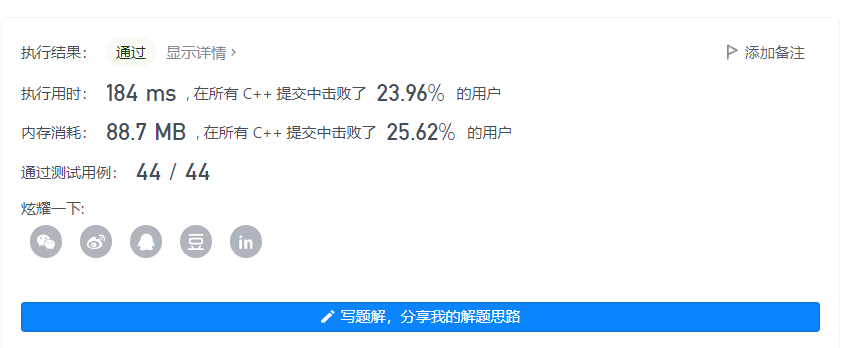 执行结果： 通过 显示详情 > 添加备注
执行用时： 184 ms , 在所有 C++ 提交中击败了 23.96% 的用户
内存消耗： 88.7 MB , 在所有 C++ 提交中击败了 25.62% 的用户
通过测试用例： 44 / 44
炫耀一下:
豆 in
写题解，分享我的解题思路